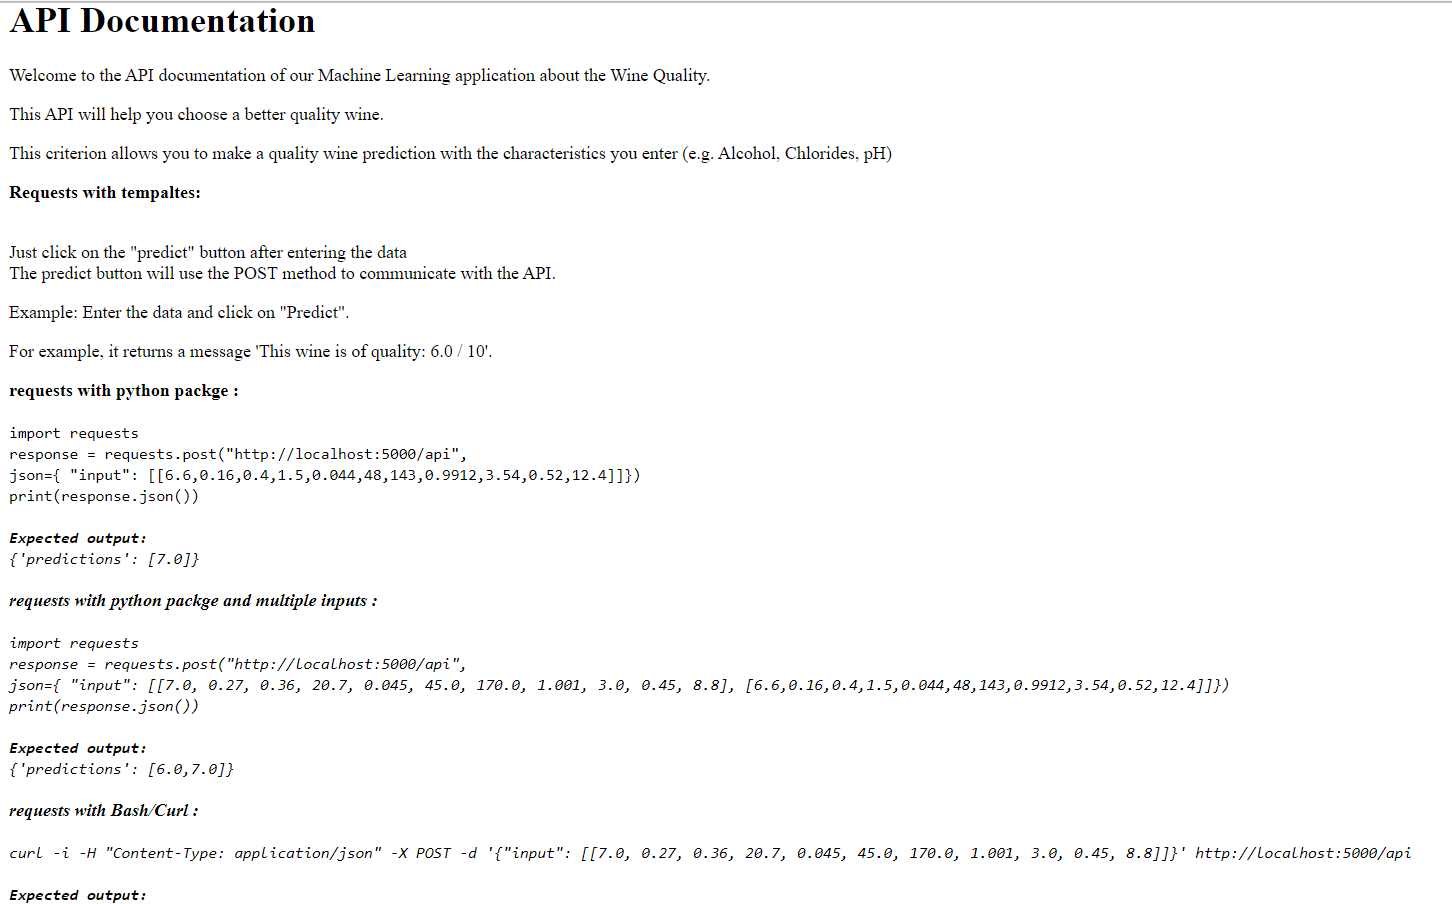 API Documentation
Welcome to the API documentation of our Machine Learning application about the Wine Quality.
This API will help you choose a better quality wine.
This criterion allows you to make a quality wine prediction with the characteristics you enter (e.g. Alcohol, Chlorides, pH)
Requests with tempaltes:
Just click on the "predict" button after entering the data
The predict button will use the POST method to communicate with the API.
Example: Enter the data and click on "Predict".
For example, it returns a message 'This wine is of quality: 6.0 / 10'.
requests with python packge :
import requests
response = requests.post("http://localhost:5000/api",
json={ "input": [[6.6,0.16,0.4,1.5,0.044,48,143,0.9912,3.54,0.52,12.4]]})
print(response.json())
Expected output:
{'predictions': [7.0]}
requests with python packge and multiple inputs :
import requests
response = requests.post("http://localhost:5000/api",
json={ "input": [[7.0, 0.27, 0.36, 20.7, 0.045, 45.0, 170.0, 1.001, 3.0, 0.45, 8.8], [6.6,0.16,0.4,1.5,0.044,48,143,0.9912,3.54,0.52,12.4]]})
print(response.json())
Expected output:
{'predictions': [6.0,7.0]}
requests with Bash/Curl :
curl -i -H "Content-Type: application/json" -X POST -d '{"input": [[7.0, 0.27, 0.36, 20.7, 0.045, 45.0, 170.0, 1.001, 3.0, 0.45, 8.8]]}' http://localhost:5000/api
Expected output: